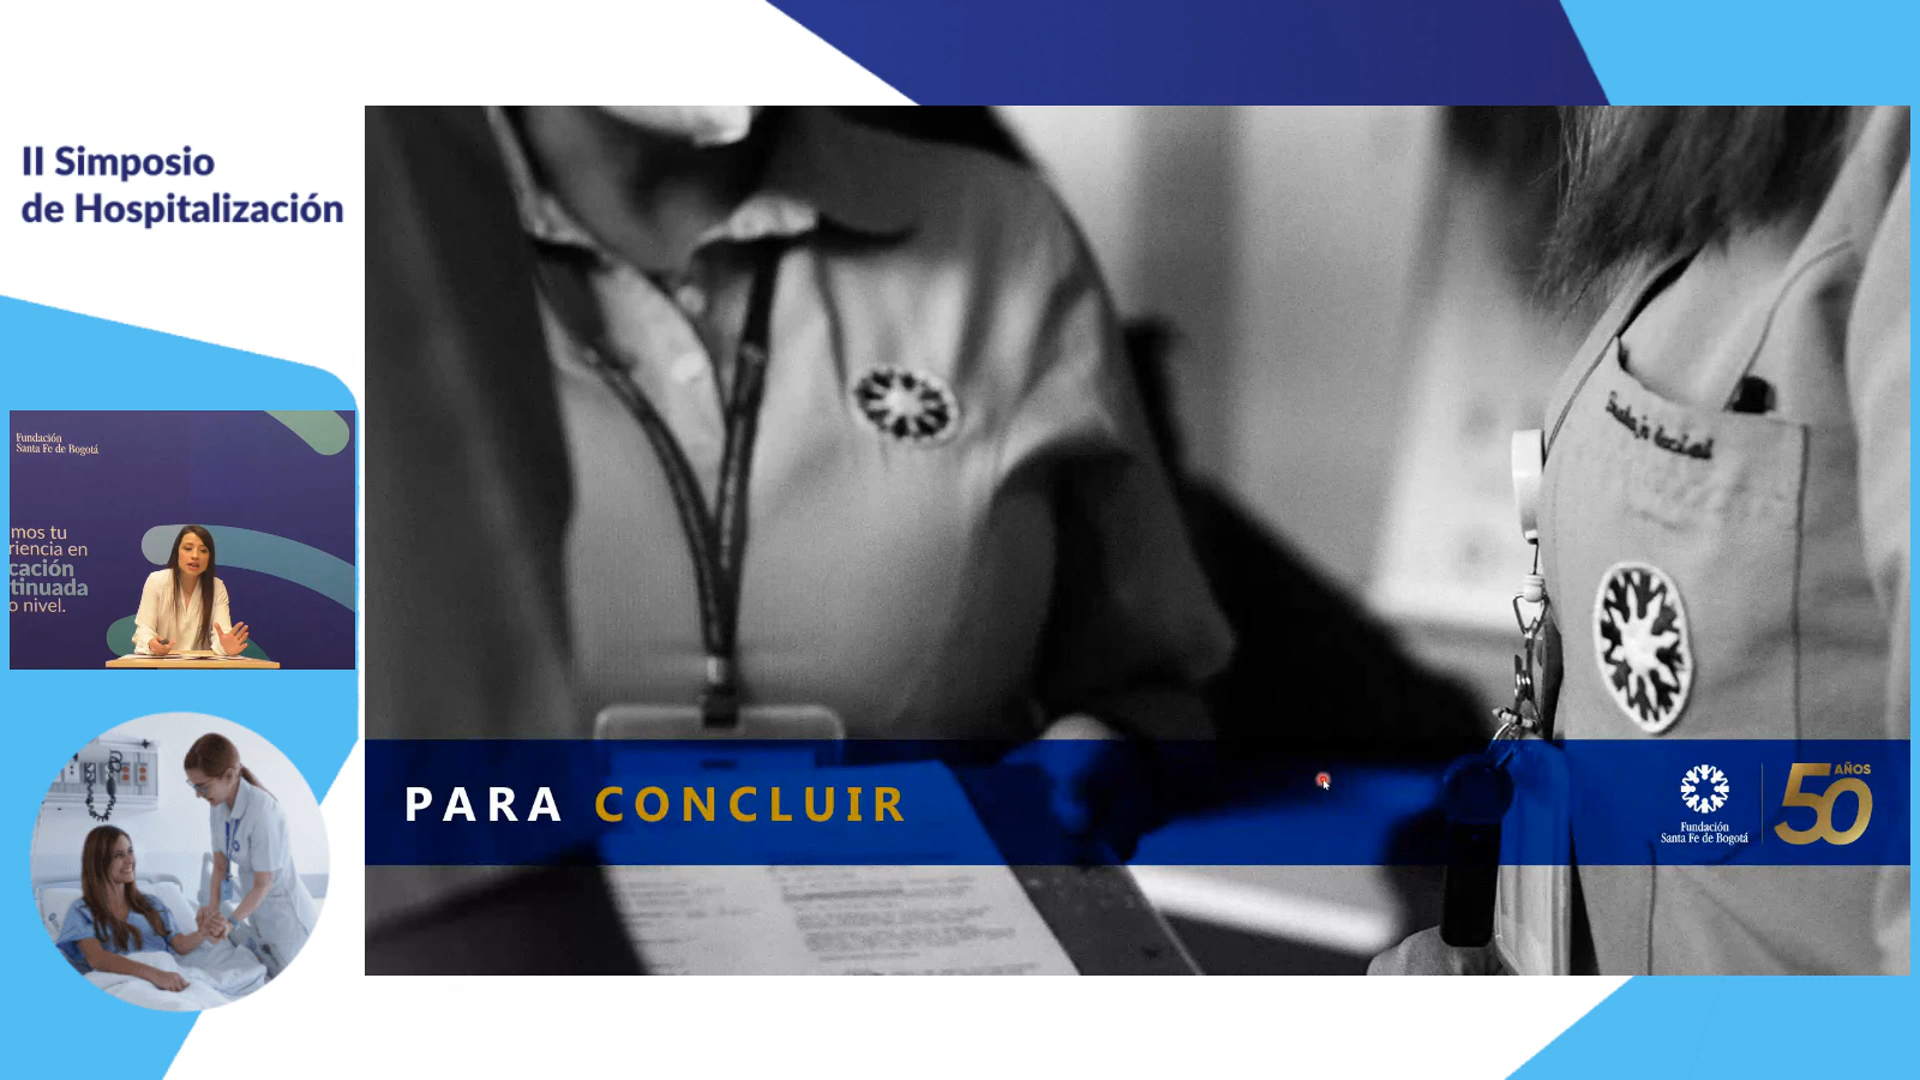 II Simposio
de Hospitalización
Fundación
Santa Fe de Bogotá
mos tu
riencia en
cación
tinuada
o nivel.
PARA CONCLUIR
Fundación
Santa Fe de Bogotá
50 AÑOS